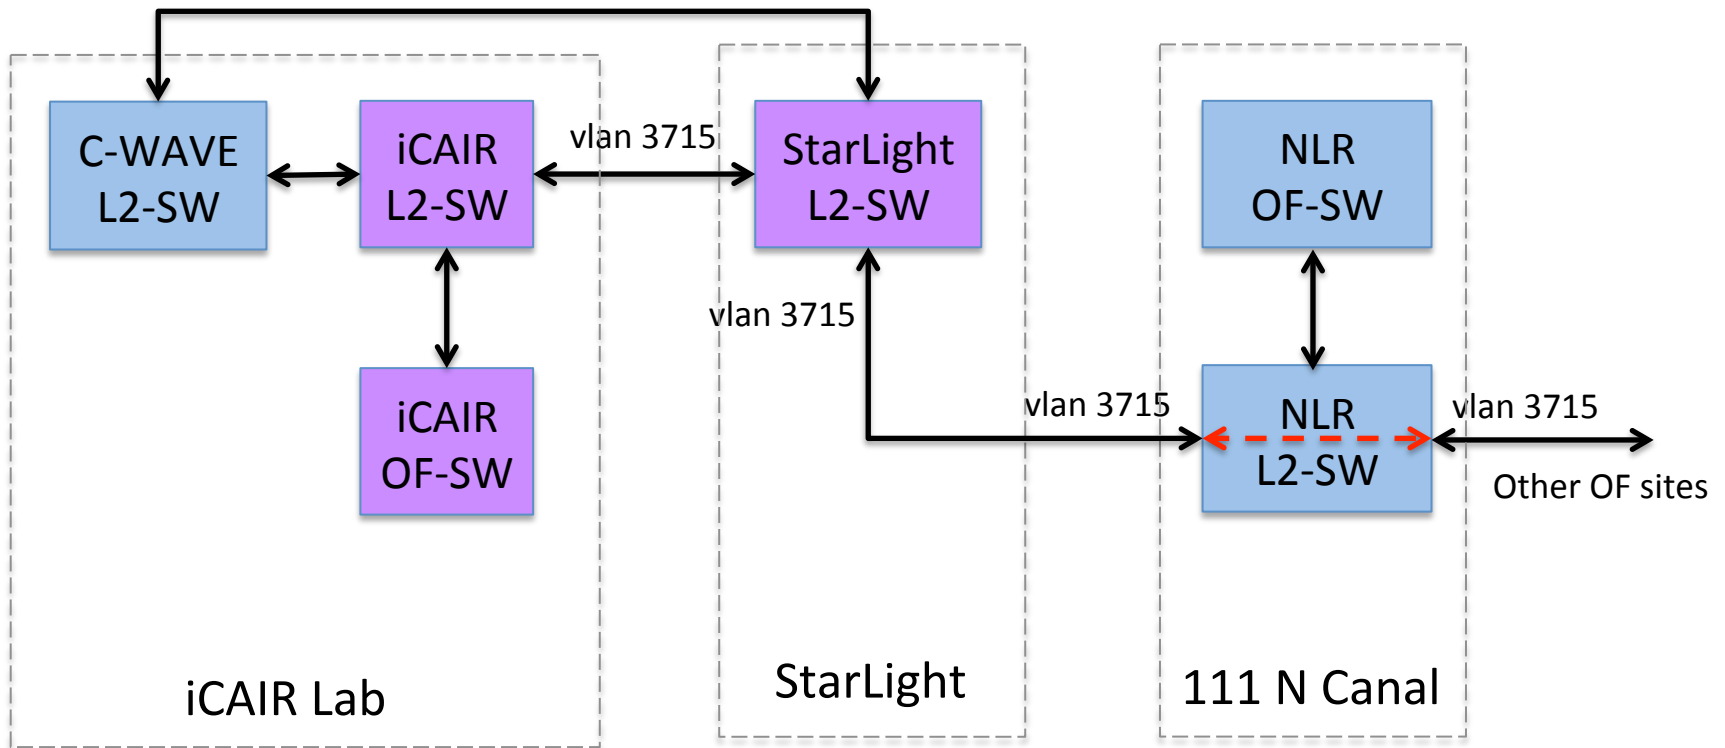 C-WAVE
L2-SW
iCAIR
L2-SW
vlan 3715
StarLight
L2-SW
NLR
OF-SW
vlan 3715
iCAIR
OF-SW
vlan 3715
NLR
L2-SW
vlan 3715
Other OF sites
iCAIR Lab
StarLight
111 N Canal